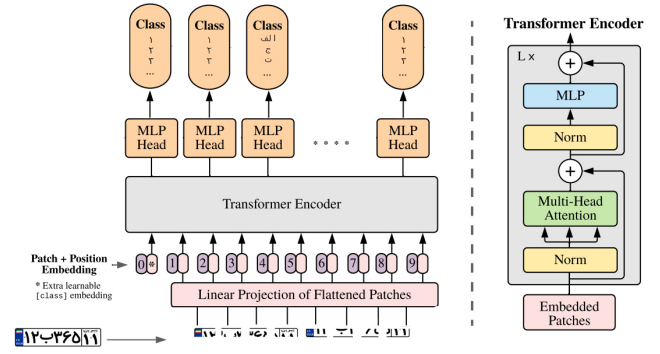 Class
۱
۲
۳
...
Class
۱
۲
۳
...
Class
الف
ج
ت
...
Class
۱
۲
۳
...
MLP
Head
MLP
Head
MLP
Head
MLP
Head
Transformer Encoder
Patch + Position
Embedding
* Extra learnable
[class] embedding
0 * 1 2 3 4 5 6 7 8 9
Linear Projection of Flattened Patches
۱۲ب۳۶۵ ۱۱
Transformer Encoder
L x
+
MLP
Norm
+
Multi-Head
Attention
Norm
Embedded
Patches